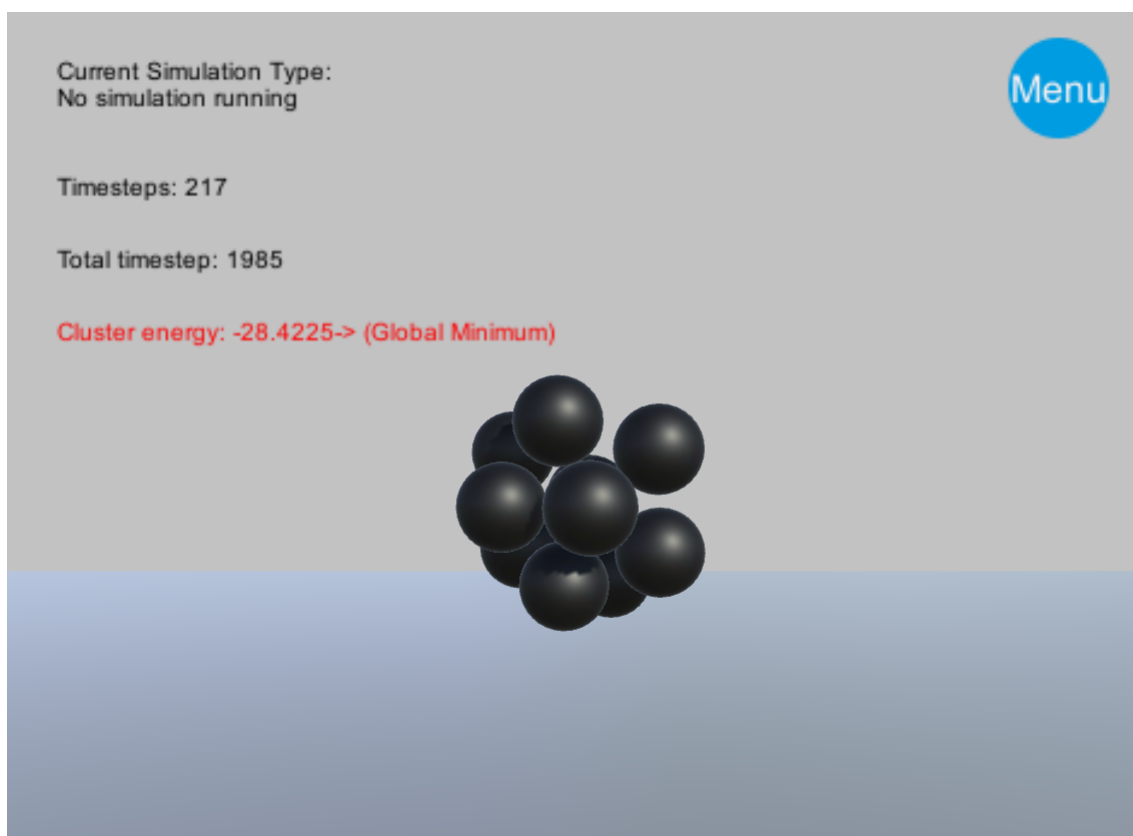 Current Simulation Type:
No simulation running
Menu
Timesteps: 217
Total timestep: 1985
Cluster energy: -28.4225-> (Global Minimum)